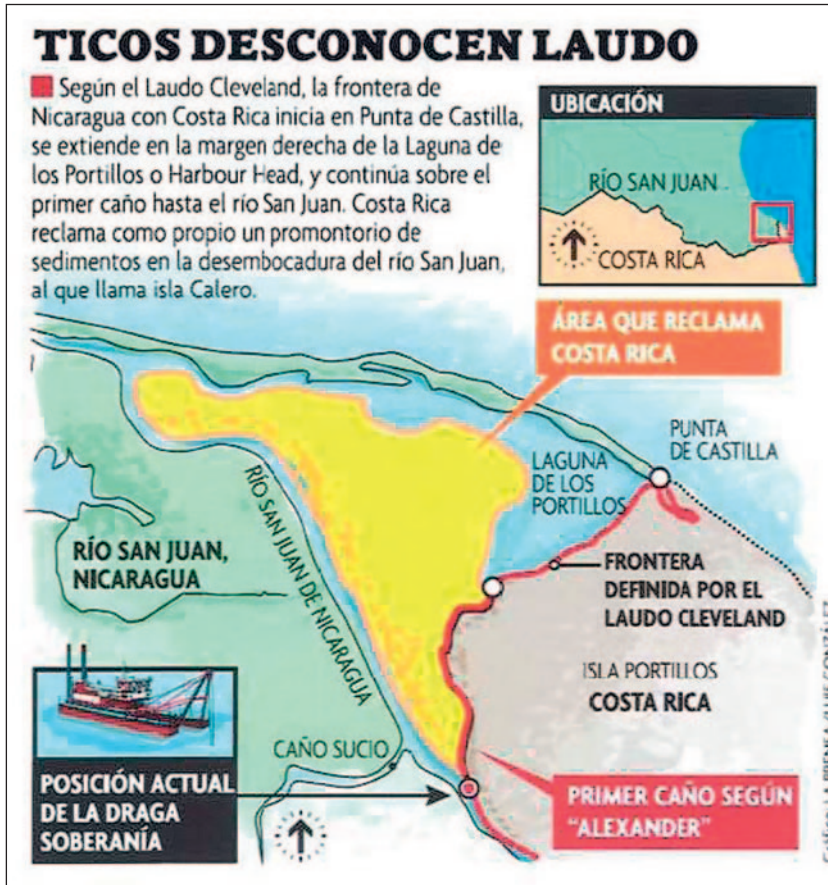 TICOS DESCONOCEN LAUDO
Según el Laudo Cleveland, la frontera de
Nicaragua con Costa Rica inicia en Punta de Castilla,
se extiende en la margen derecha de la Laguna de
los Portillos o Harbour Head, y continúa sobre el
primer caño hasta el río San Juan. Costa Rica
reclama como propio un promontorio de
sedimentos en la desembocadura del río San Juan,
al que llama isla Calero.
UBICACIÓN
RÍO SAN JUAN
COSTA RICA
ÁREA QUE RECLAMA
COSTA RICA
PUNTA
DE CASTILLA
LAGUNA
DE LOS
PORTILLOS
RÍO SAN JUAN DE NICARAGUA
RÍO SAN JUAN,
NICARAGUA
FRONTERA
DEFINIDA POR EL
LAUDO CLEVELAND
ISLA PORTILLOS
COSTA RICA
CAÑO SUCIO
POSICIÓN ACTUAL
DE LA DRAGA
SOBERANÍA
PRIMER CAÑO SEGÚN
"ALEXANDER"
LA PRENSA/LUIS GONZÁLEZ